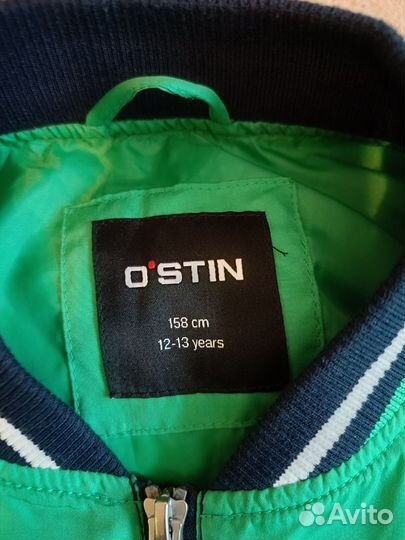 O'STIN
158 cm
12-13 years
Avito